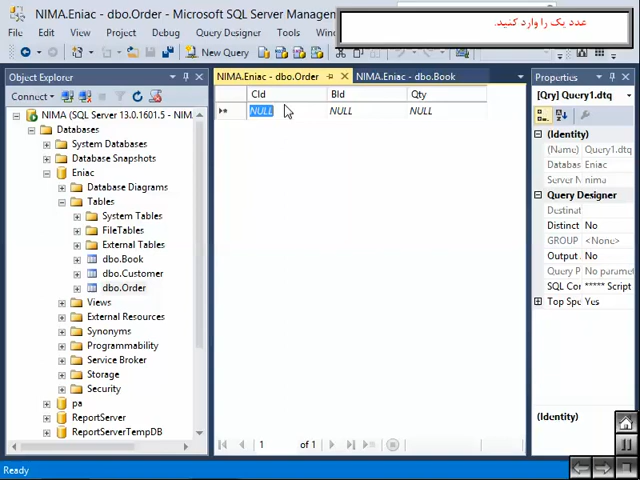 NIMA.Eniac - dbo.Order - Microsoft SQL Server Manage
عدد یک را وارد کنید.
File Edit View Project Debug Query Designer Tools Window
New Query
Object Explorer
Connect
NIMA (SQL Server 13.0.1601.5 - NIM.
Databases
System Databases
Database Snapshots
Eniac
Database Diagrams
Tables
System Tables
FileTables
External Tables
dbo.Book
dbo.Customer
dbo.Order
Views
External Resources
Synonyms
Programmability
Service Broker
Storage
Security
pa
ReportServer
ReportServerTempDB
NIMA.Eniac - dbo.Order NIMA.Eniac - dbo.Book
CId BId Qty
NULL NULL NULL
1 of 1
Properties
[Qry] Query1.dtq
(Identity)
(Name) Query1.dtq
Databas Eniac
Server N nima
Query Designer
Destinat
Distinct No
GROUP <None>
Output No
Query P No parame
SQL Con ***** Script
Top Spe Yes
(Identity)
Ready